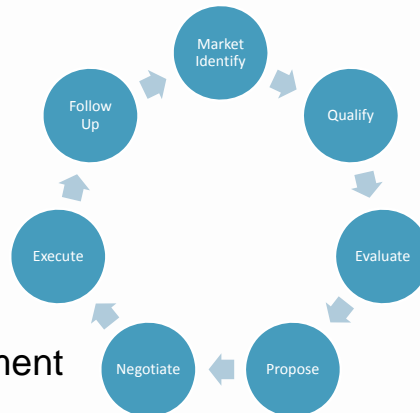 Market
Identify
Qualify
Evaluate
Propose
Negotiate
Execute
Follow
Up